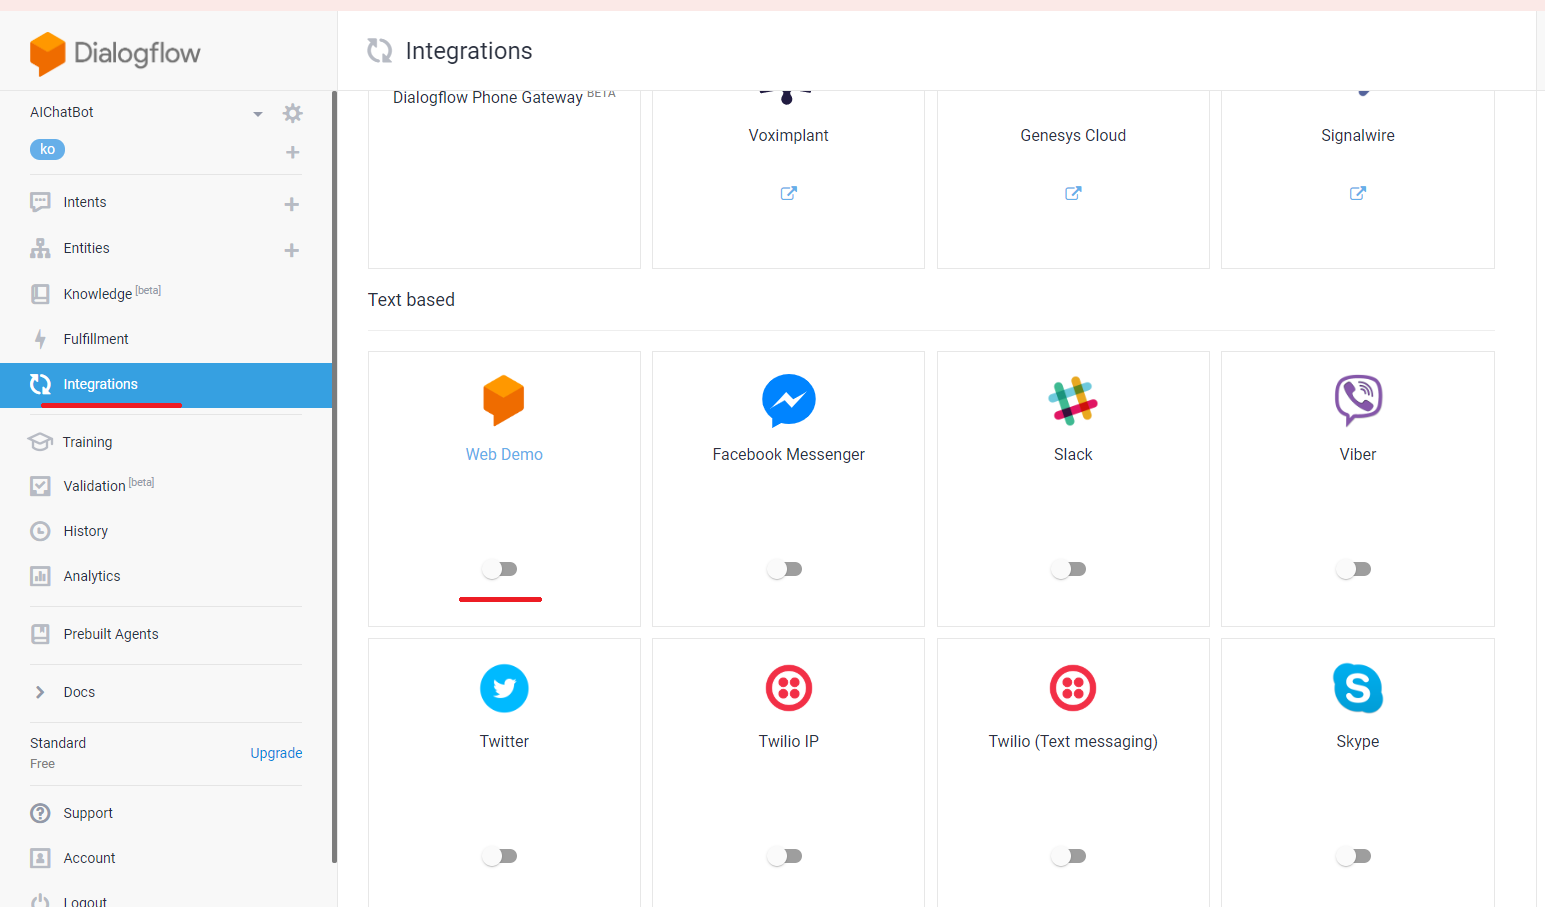 Dialogflow
AIChatBot
ko
Intents
Entities
Knowledge [beta]
Fulfillment
Integrations
Training
Validation [beta]
History
Analytics
Prebuilt Agents
Docs
Standard
Free
Upgrade
Support
Account
Logout
Integrations
Dialogflow Phone Gateway BETA
Voximplant
Genesys Cloud
Signalwire
Text based
Web Demo
Facebook Messenger
Slack
Viber
Twitter
Twilio IP
Twilio (Text messaging)
Skype